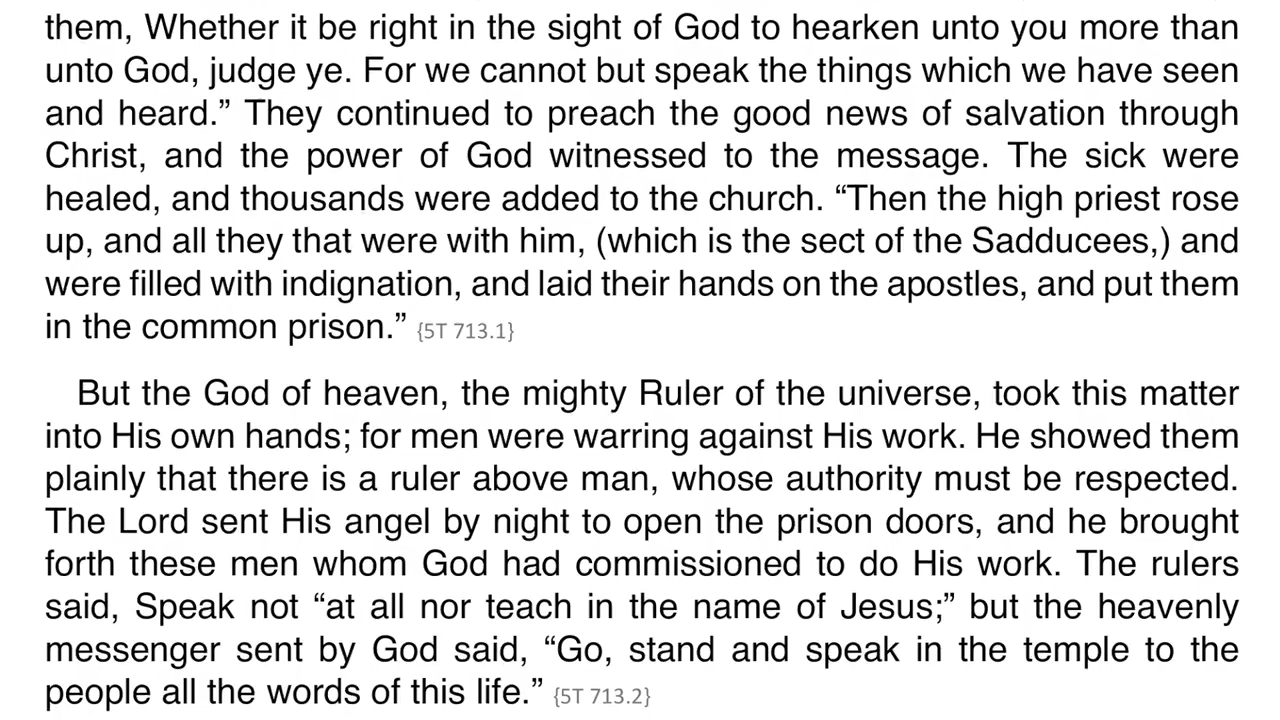 them, Whether it be right in the sight of God to hearken unto you more than
unto God, judge ye. For we cannot but speak the things which we have seen
and heard.” They continued to preach the good news of salvation through
Christ, and the power of God witnessed to the message. The sick were
healed, and thousands were added to the church. “Then the high priest rose
up, and all they that were with him, (which is the sect of the Sadducees,) and
were filled with indignation, and laid their hands on the apostles, and put them
in the common prison.” {5T 713.1}
But the God of heaven, the mighty Ruler of the universe, took this matter
into His own hands; for men were warring against His work. He showed them
plainly that there is a ruler above man, whose authority must be respected.
The Lord sent His angel by night to open the prison doors, and he brought
forth these men whom God had commissioned to do His work. The rulers
said, Speak not “at all nor teach in the name of Jesus;” but the heavenly
messenger sent by God said, “Go, stand and speak in the temple to the
people all the words of this life.” {5T 713.2}